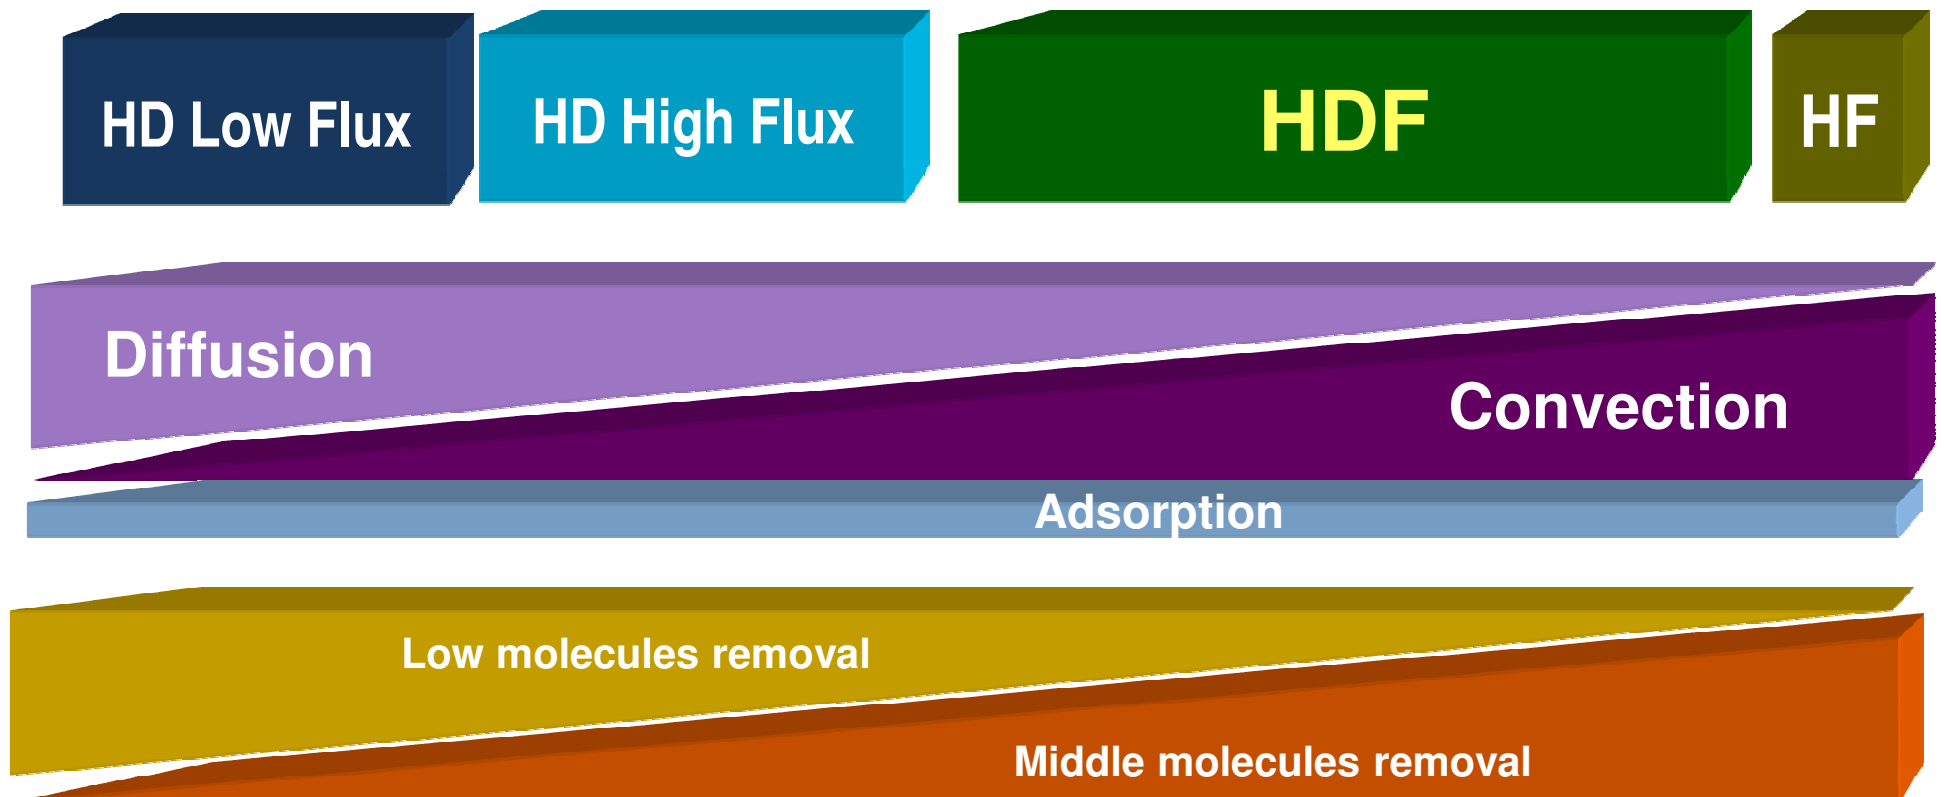 HD Low Flux
HD High Flux
HDF
HF
Diffusion
Convection
Adsorption
Low molecules removal
Middle molecules removal